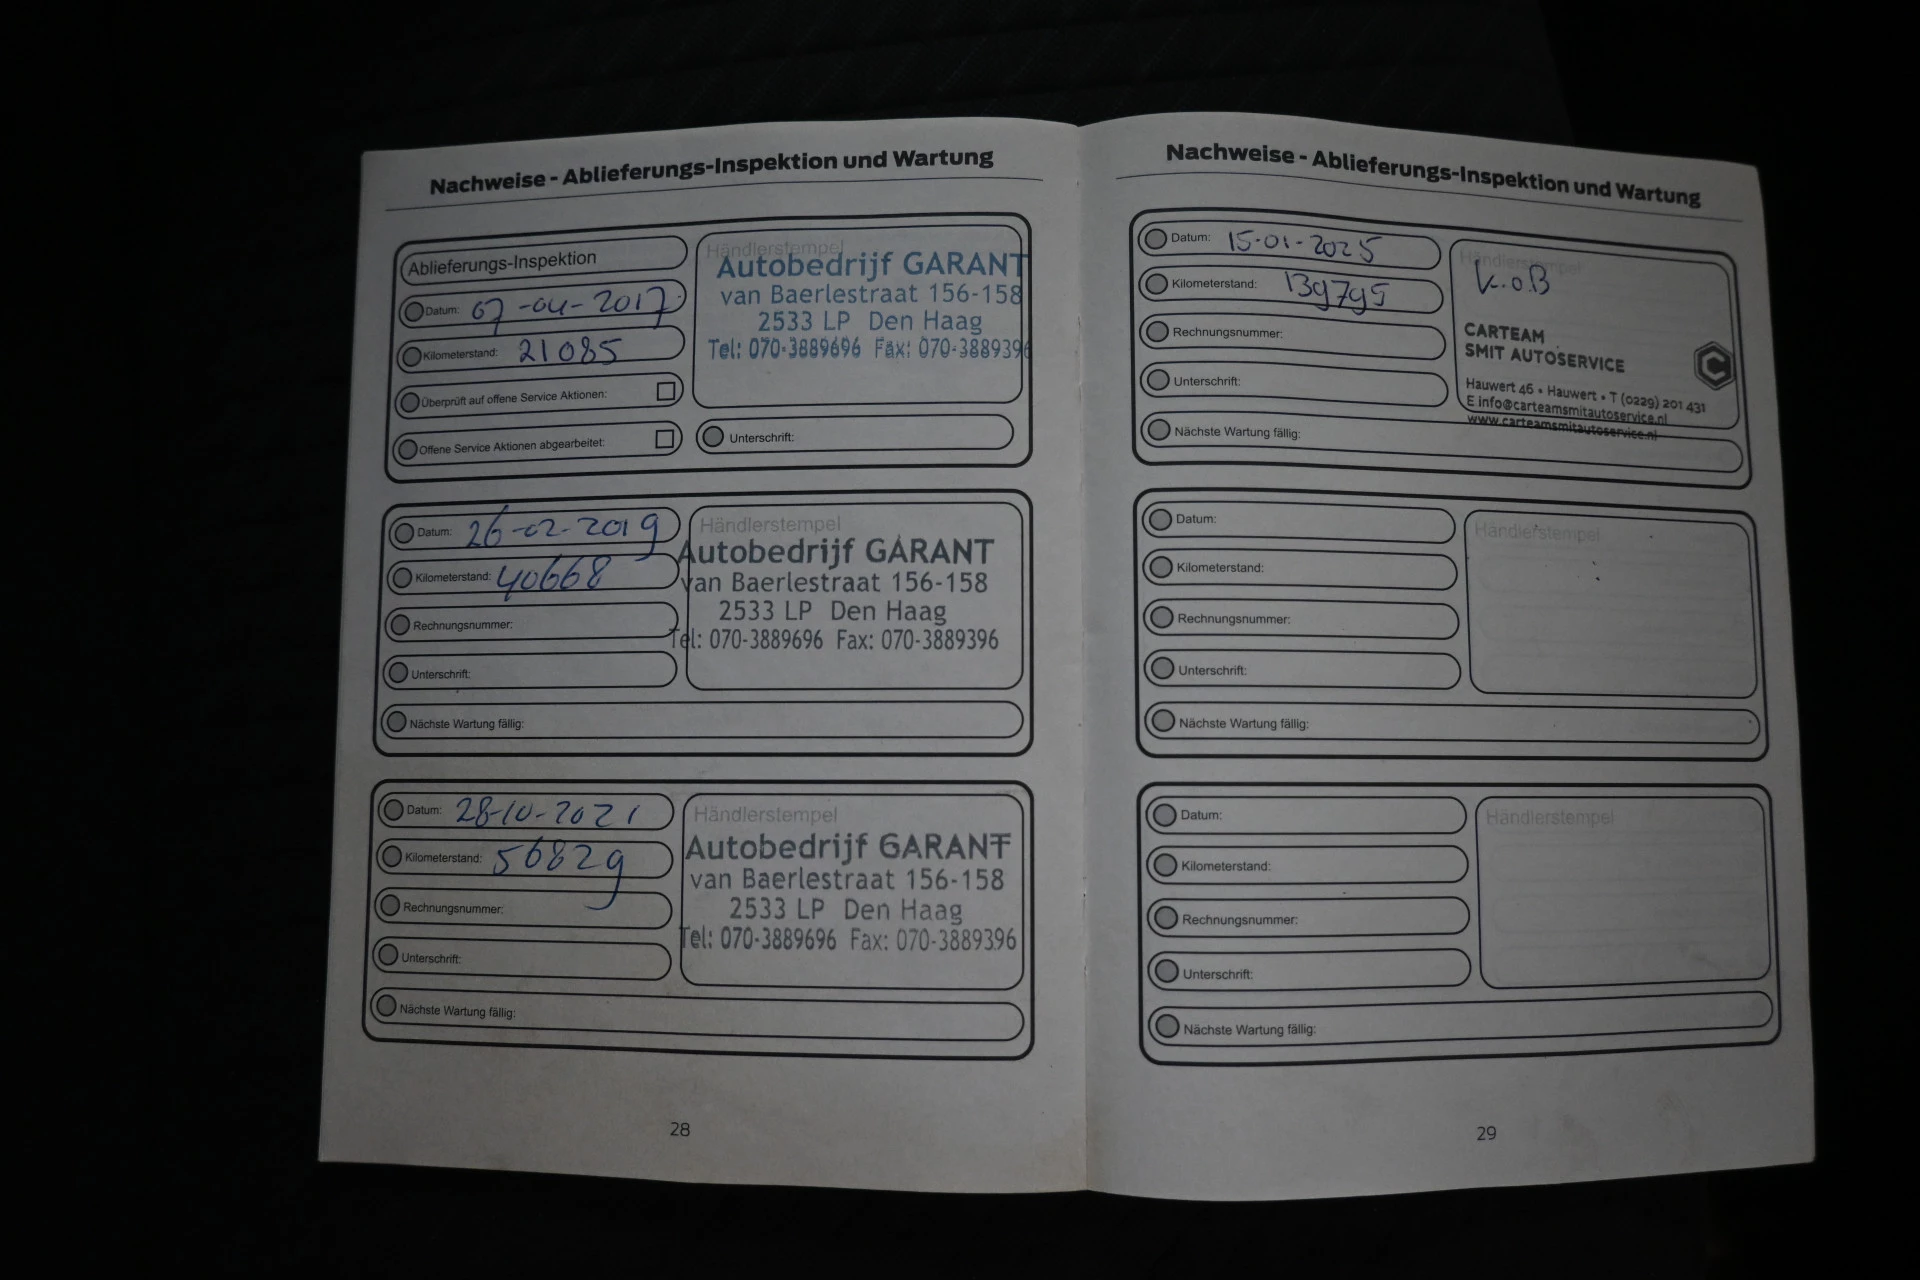 Nachweise - Ablieferungs-Inspektion und Wartung
Ablieferungs-Inspektion
Datum: 07-04-2017
Kilometerstand: 21085
Überprüft auf offene Service Aktionen:
Offene Service Aktionen abgearbeitet:
Händlerstempel
Autobedrijf GARANT
van Baerlestraat 156-158
2533 LP Den Haag
Tel: 070-3889696 Fax: 070-3889396
Unterschrift:
Datum: 26-02-2019
Kilometerstand: 40668
Rechnungsnummer:
Unterschrift:
Nächste Wartung fällig:
Händlerstempel
Autobedrijf GARANT
van Baerlestraat 156-158
2533 LP Den Haag
Tel: 070-3889696 Fax: 070-3889396
Datum: 28-10-2021
Kilometerstand: 56829
Rechnungsnummer:
Unterschrift:
Nächste Wartung fällig:
Händlerstempel
Autobedrijf GARANT
van Baerlestraat 156-158
2533 LP Den Haag
Tel: 070-3889696 Fax: 070-3889396
28
Nachweise - Ablieferungs-Inspektion und Wartung
Datum: 15-01-2025
Kilometerstand: 139795
Rechnungsnummer:
Unterschrift:
Nächste Wartung fällig:
Händlerstempel
K.O.B
CARTEAM
SMIT AUTOSERVICE
Hauwert 46 • Hauwert • T (0229) 201 431
E info@carteamsmitautoservice.nl
www.carteamsmitautoservice.nl
Datum:
Kilometerstand:
Rechnungsnummer:
Unterschrift:
Nächste Wartung fällig:
Händlerstempel
Datum:
Kilometerstand:
Rechnungsnummer:
Unterschrift:
Nächste Wartung fällig:
Händlerstempel
29